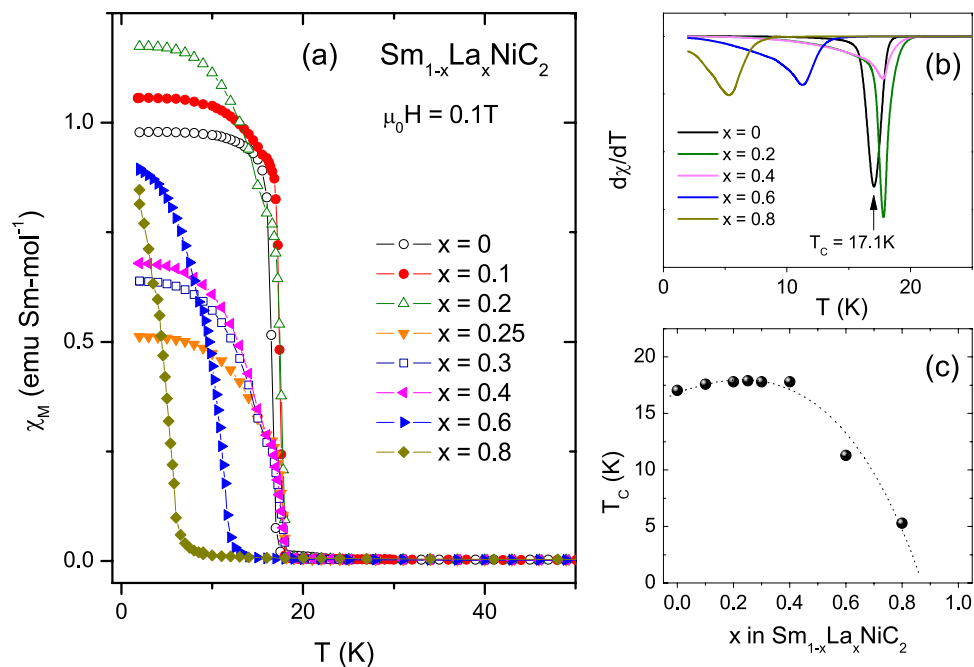 (a)
Sm₁₋ₓLaₓNiC₂
μ₀H = 0.1T
x = 0
x = 0.1
x = 0.2
x = 0.25
x = 0.3
x = 0.4
x = 0.6
x = 0.8
1.0
0.5
0.0
χ_M (emu Sm-mol⁻¹)
0 20 40
T (K)
(b)
x = 0
x = 0.2
x = 0.4
x = 0.6
x = 0.8
T_C = 17.1K
dχ/dT
0 10 20
T (K)
(c)
20
15
10
5
0
T_C (K)
0.0 0.2 0.4 0.6 0.8 1.0
x in Sm₁₋ₓLaₓNiC₂